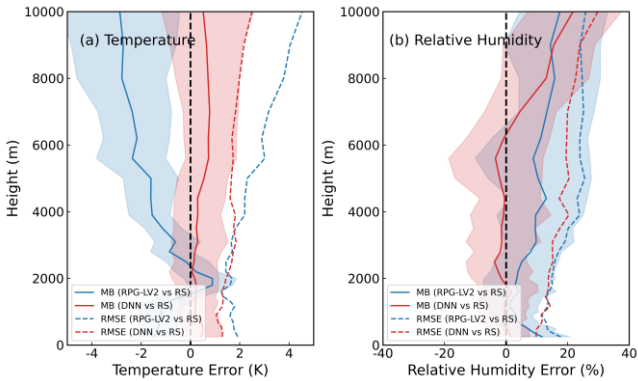 (a) Temperature
Height (m)
10000
8000
6000
4000
2000
0
MB (RPG-LV2 vs RS)
MB (DNN vs RS)
RMSE (RPG-LV2 vs RS)
RMSE (DNN vs RS)
-4 -2 0 2 4
Temperature Error (K)
(b) Relative Humidity
Height (m)
10000
8000
6000
4000
2000
0
MB (RPG-LV2 vs RS)
MB (DNN vs RS)
RMSE (RPG-LV2 vs RS)
RMSE (DNN vs RS)
-40 -20 0 20 40
Relative Humidity Error (%)